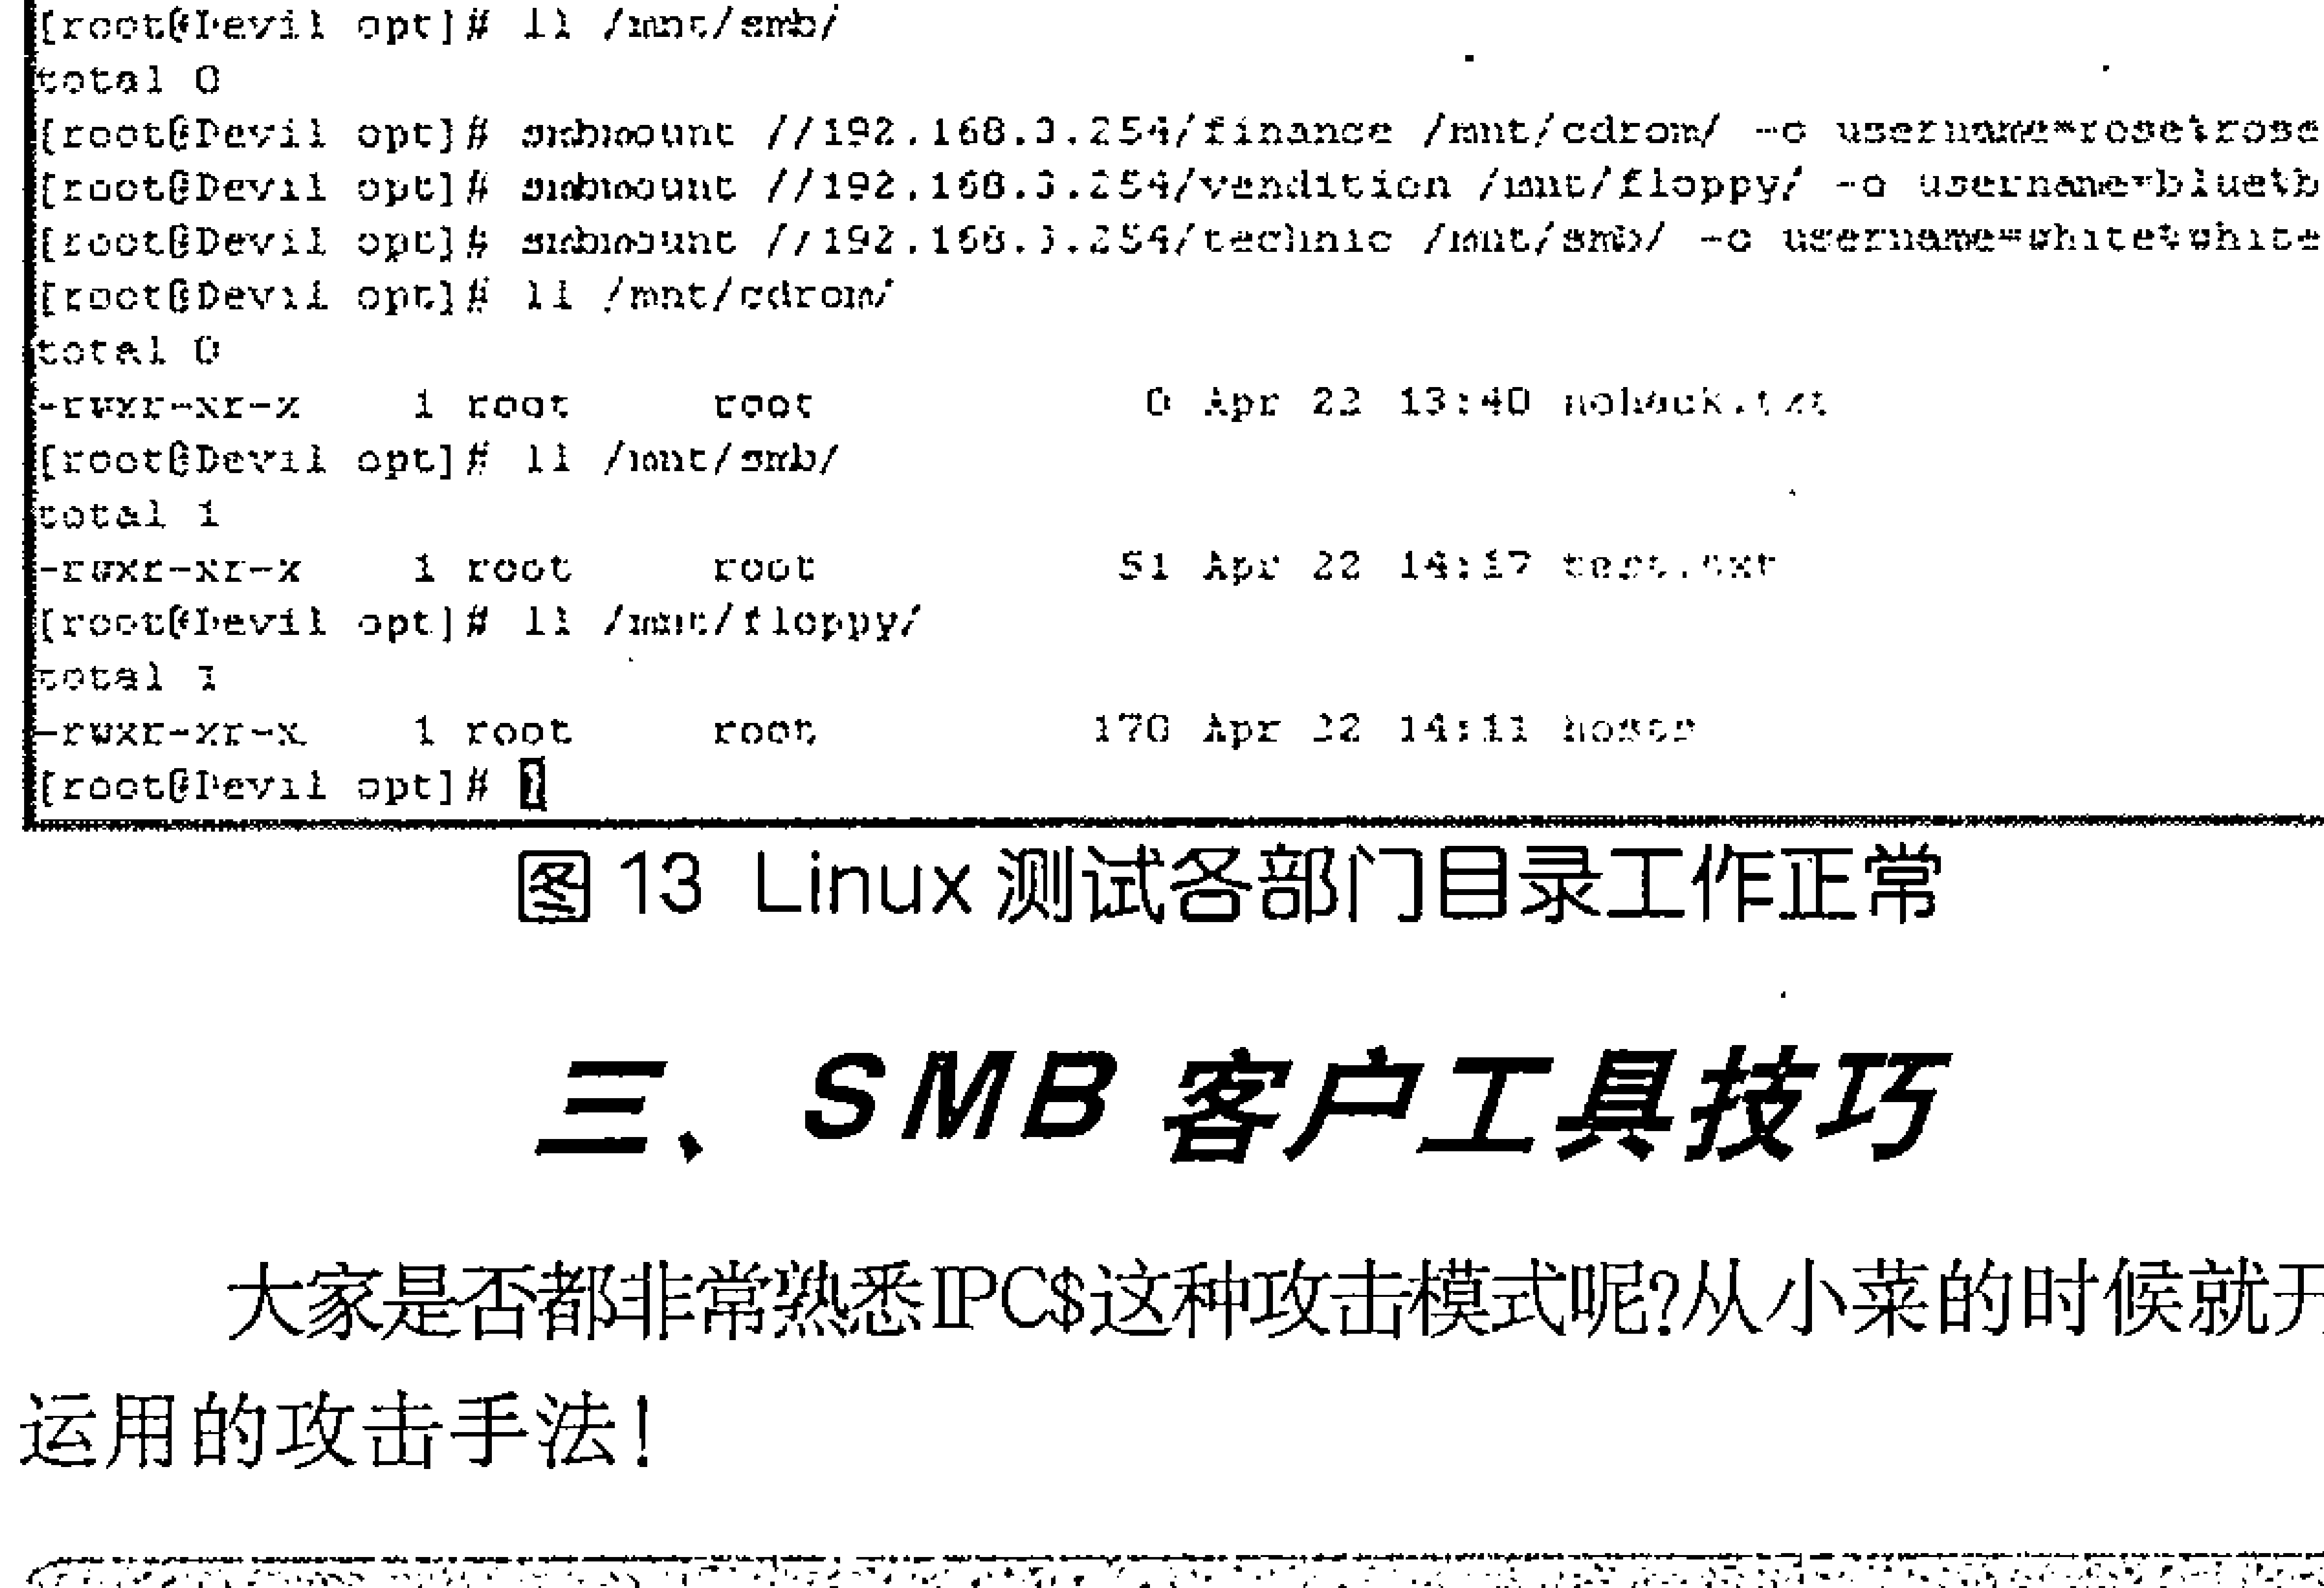 [root@Devil opt]# ll /mnt/smb/
total 0
[root@Devil opt]# smbmount //192.168.3.254/finance /mnt/cdrom/ -o username=rose%rose
[root@Devil opt]# smbmount //192.168.3.254/vendition /mnt/floppy/ -o username=blue%b
[root@Devil opt]# smbmount //192.168.3.254/technic /mnt/smb/ -o username=white%white
[root@Devil opt]# ll /mnt/cdrom/
total 0
-rwxr-xr-x 1 root root 0 Apr 22 13:40 nohack.txt
[root@Devil opt]# ll /mnt/smb/
total 1
-rwxr-xr-x 1 root root 51 Apr 22 14:17 test.txt
[root@Devil opt]# ll /mnt/floppy/
total 1
-rwxr-xr-x 1 root root 170 Apr 22 14:11 hosts
[root@Devil opt]#
图13 Linux 测试各部门目录工作正常
三、SMB 客户工具技巧
大家是否都非常熟悉IPC$这种攻击模式呢?从小菜的时候就开
运用的攻击手法!